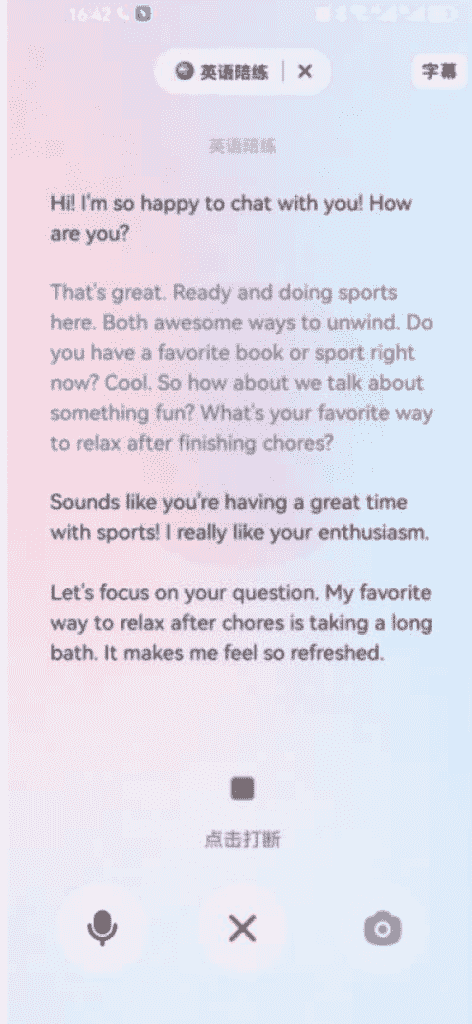 16:42
英语陪练
字幕
英语陪练
Hi! I'm so happy to chat with you! How
are you?
That's great. Ready and doing sports
here. Both awesome ways to unwind. Do
you have a favorite book or sport right
now? Cool. So how about we talk about
something fun? What's your favorite way
to relax after finishing chores?
Sounds like you're having a great time
with sports! I really like your enthusiasm.
Let's focus on your question. My favorite
way to relax after chores is taking a long
bath. It makes me feel so refreshed.
点击打断